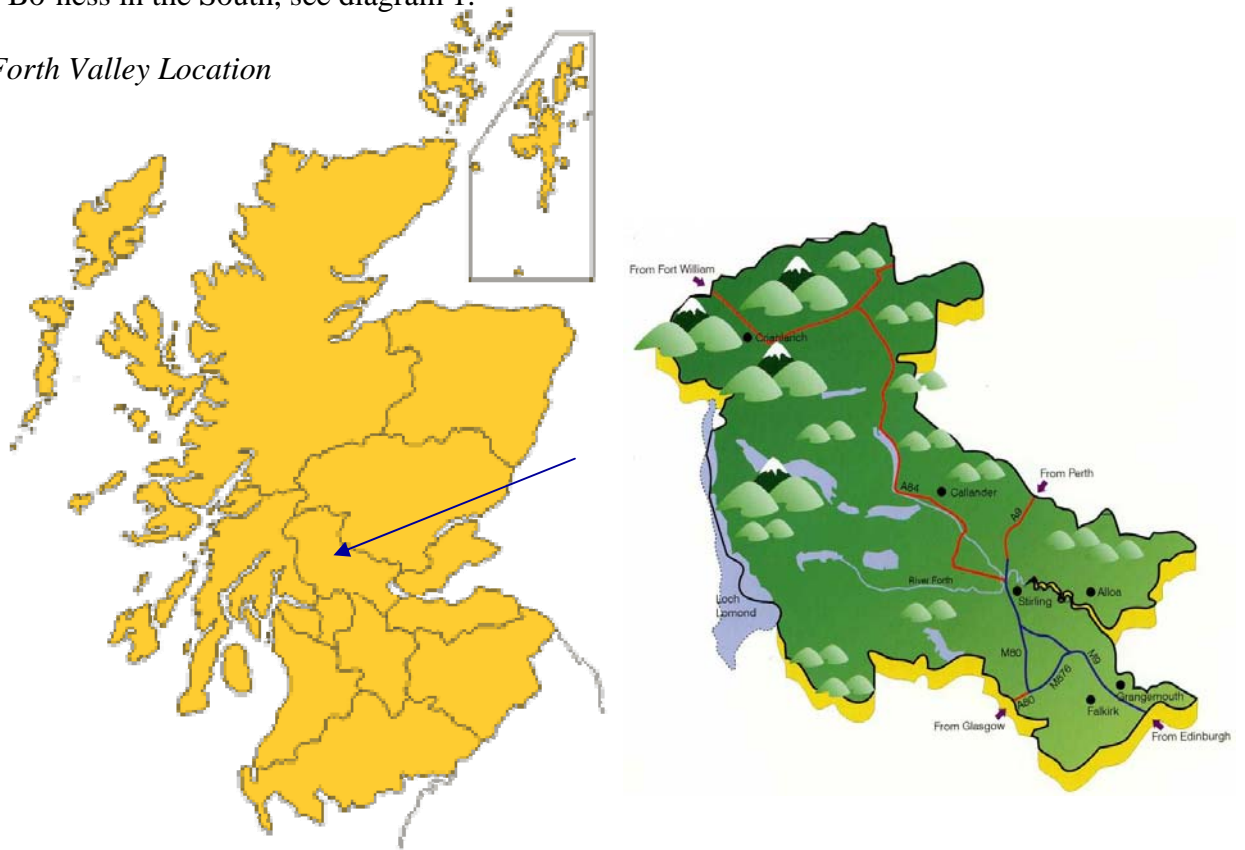 Bo-ness in the South, see diagram 1.
Forth Valley Location
From Fort William
Crianlarich
From Perth
A84
Callander
A9
River Forth
Stirling
Alloa
Loch
Lomond
M80
M9
M876
Grangemouth
A80
Falkirk
From Glasgow
From Edinburgh